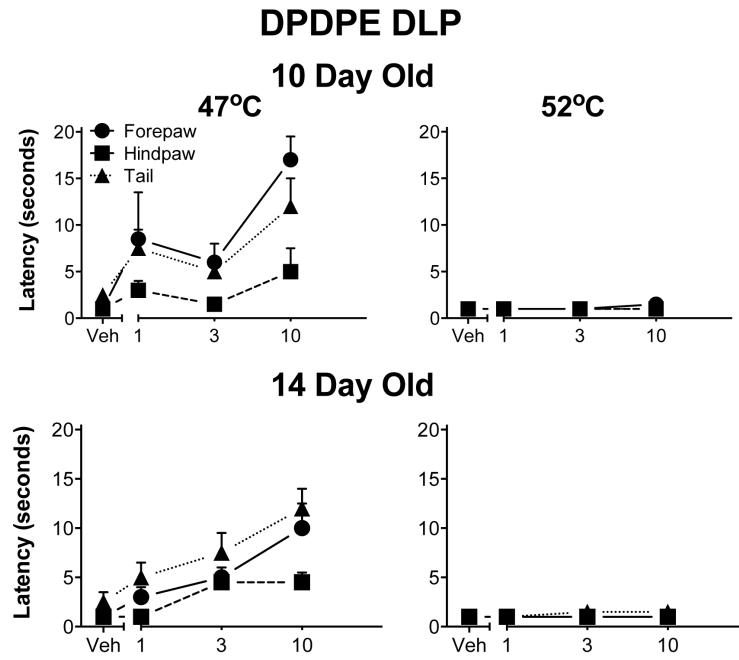 DPDPE DLP
10 Day Old
47°C
52°C
Latency (seconds)
20
15
10
5
0
Forepaw
Hindpaw
Tail
Veh 1 3 10
20
15
10
5
0
Veh 1 3 10
14 Day Old
Latency (seconds)
20
15
10
5
0
Veh 1 3 10
20
15
10
5
0
Veh 1 3 10